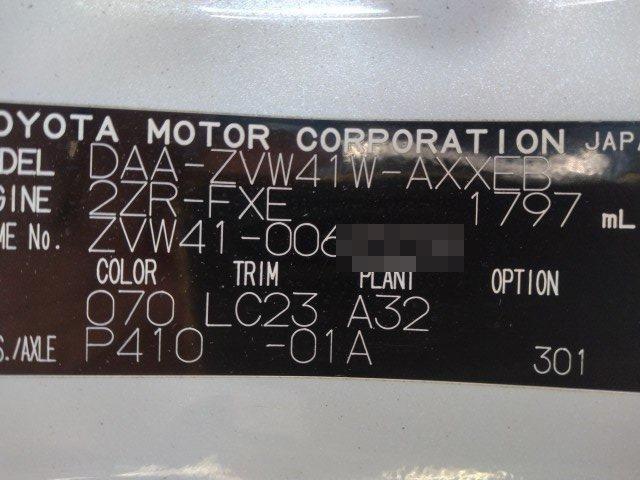 OYOTA MOTOR CORPORATION JAPA
ODEL DAA-ZVW41W-AXXEB
GINE 2ZR-FXE 1797 mL
ME No. ZVW41-006
COLOR TRIM PLANT OPTION
070 LC23 A32
S./AXLE P410 -01A 301